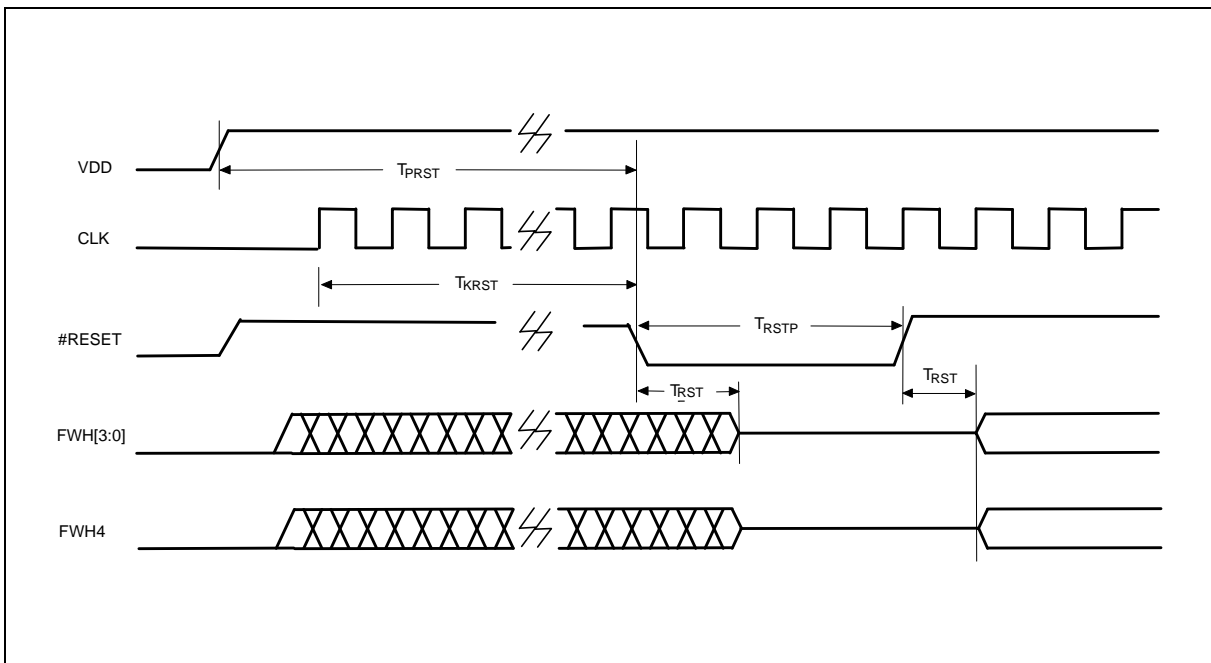 VDD
TPRST
CLK
TKRST
#RESET
TRSTP
TRST
TRST
FWH[3:0]
FWH4